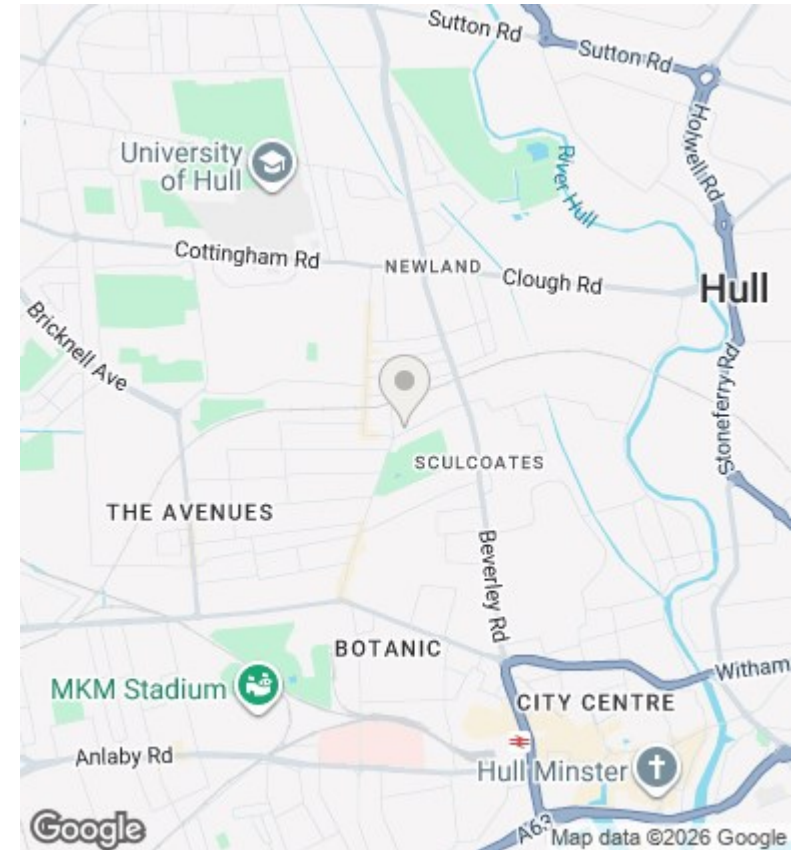 Sutton Rd
Sutton Rd
Holwell Rd
University
of Hull
River Hull
Cottingham Rd
NEWLAND
Clough Rd
Hull
Bricknell Ave
Stoneferry Rd
SCULCOATES
THE AVENUES
Beverley Rd
BOTANIC
MKM Stadium
Witham
CITY CENTRE
Anlaby Rd
Hull Minster
A63
Google
Map data ©2026 Google